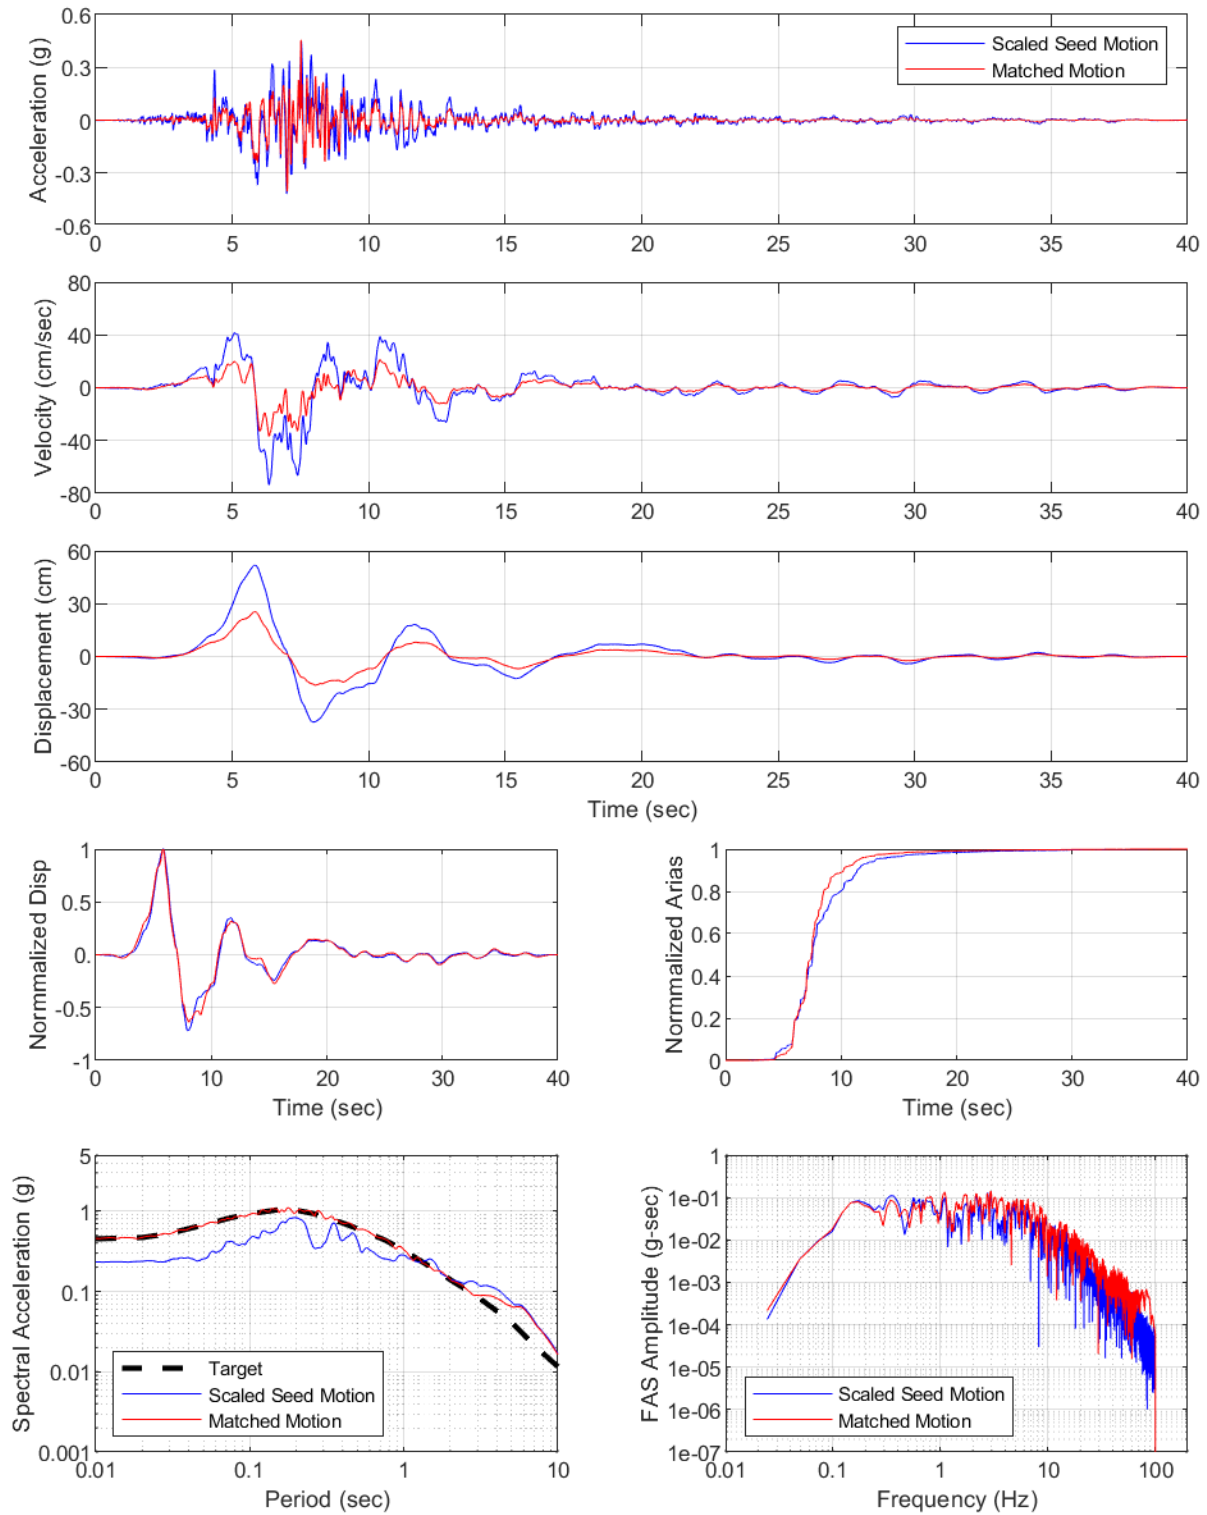 0.6
0.3
0
-0.3
-0.6
Acceleration (g)
Scaled Seed Motion
Matched Motion
0 5 10 15 20 25 30 35 40
80
40
0
-40
-80
Velocity (cm/sec)
0 5 10 15 20 25 30 35 40
60
30
0
-30
-60
Displacement (cm)
0 5 10 15 20 25 30 35 40
Time (sec)
1
0.5
0.
-0.5
-1
Normmalized Disp
0 10 20 30 40
Time (sec)
1
0.8
0.6
0.4
0.2
0
Normmalized Arias
0 10 20 30 40
Time (sec)
5
1
0.1
0.01
0.001
Spectral Acceleration (g)
Target
Scaled Seed Motion
Matched Motion
0.01 0.1 1 10
Period (sec)
1
1e-01
1e-02
1e-03
1e-04
1e-05
1e-06
1e-07
FAS Amplitude (g-sec)
Scaled Seed Motion
Matched Motion
0.01 0.1 1 10 100
Frequency (Hz)